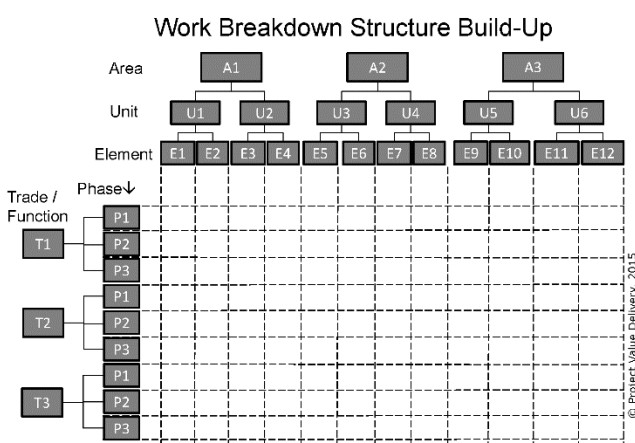 Work Breakdown Structure Build-Up
Area A1 A2 A3
Unit U1 U2 U3 U4 U5 U6
Element E1 E2 E3 E4 E5 E6 E7 E8 E9 E10 E11 E12
Trade / Phase↓
Function
P1
T1 P2
P3
P1
T2 P2
P3
P1
T3 P2
P3
© Project Value Delivery, 2015